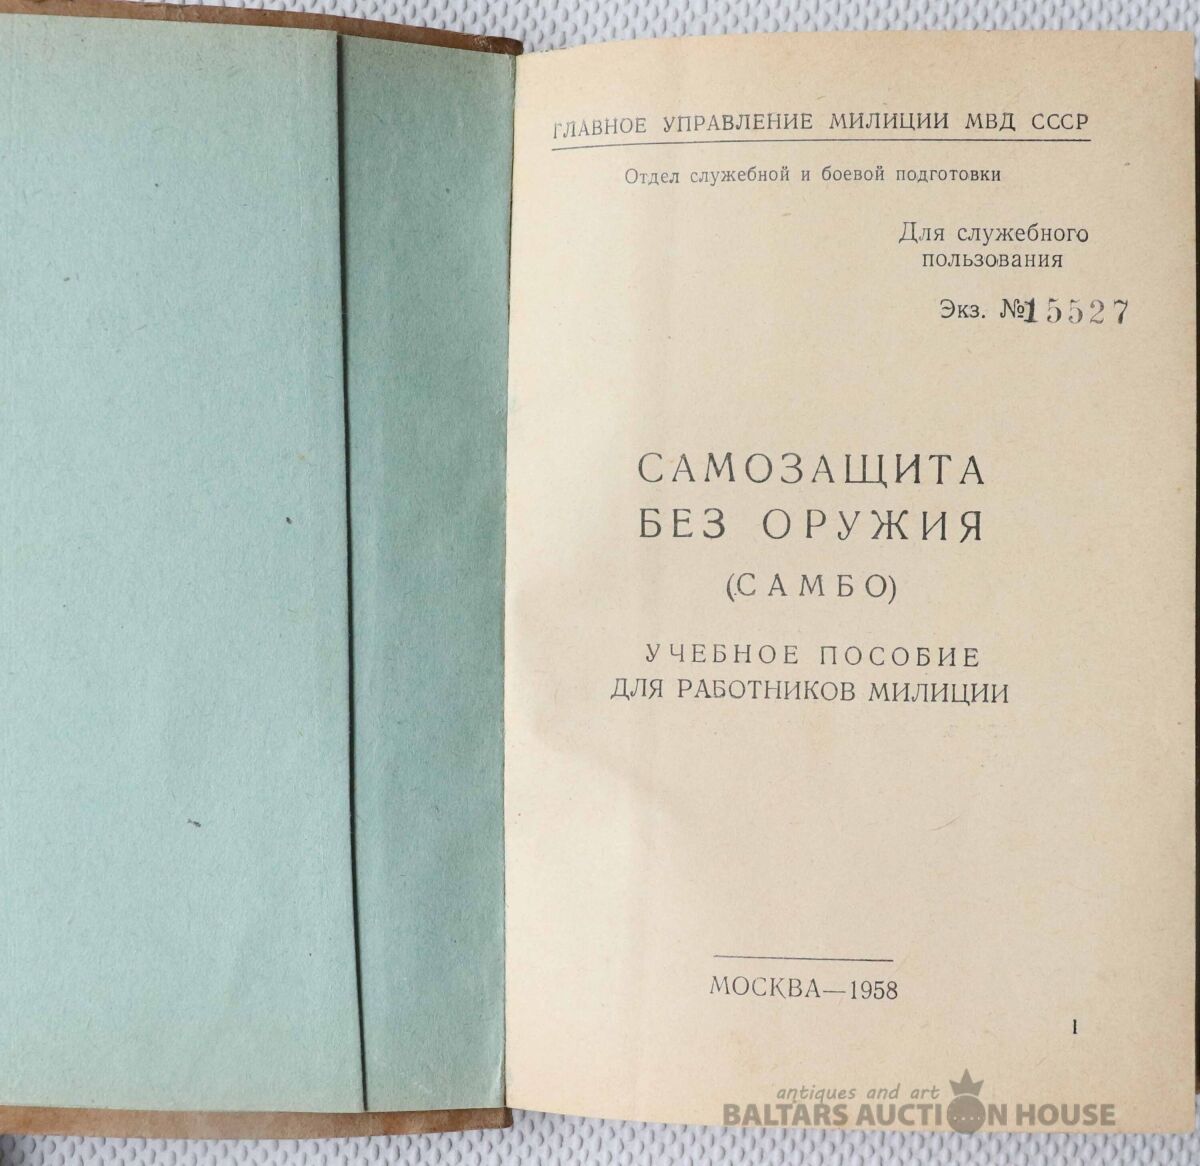 ГЛАВНОЕ УПРАВЛЕНИЕ МИЛИЦИИ МВД СССР
Отдел служебной и боевой подготовки
Для служебного
пользования
Экз. №15527
САМОЗАЩИТА
БЕЗ ОРУЖИЯ
(САМБО)
УЧЕБНОЕ ПОСОБИЕ
ДЛЯ РАБОТНИКОВ МИЛИЦИИ
МОСКВА—1958
1
antiques and art
BALTARS AUCTION HOUSE